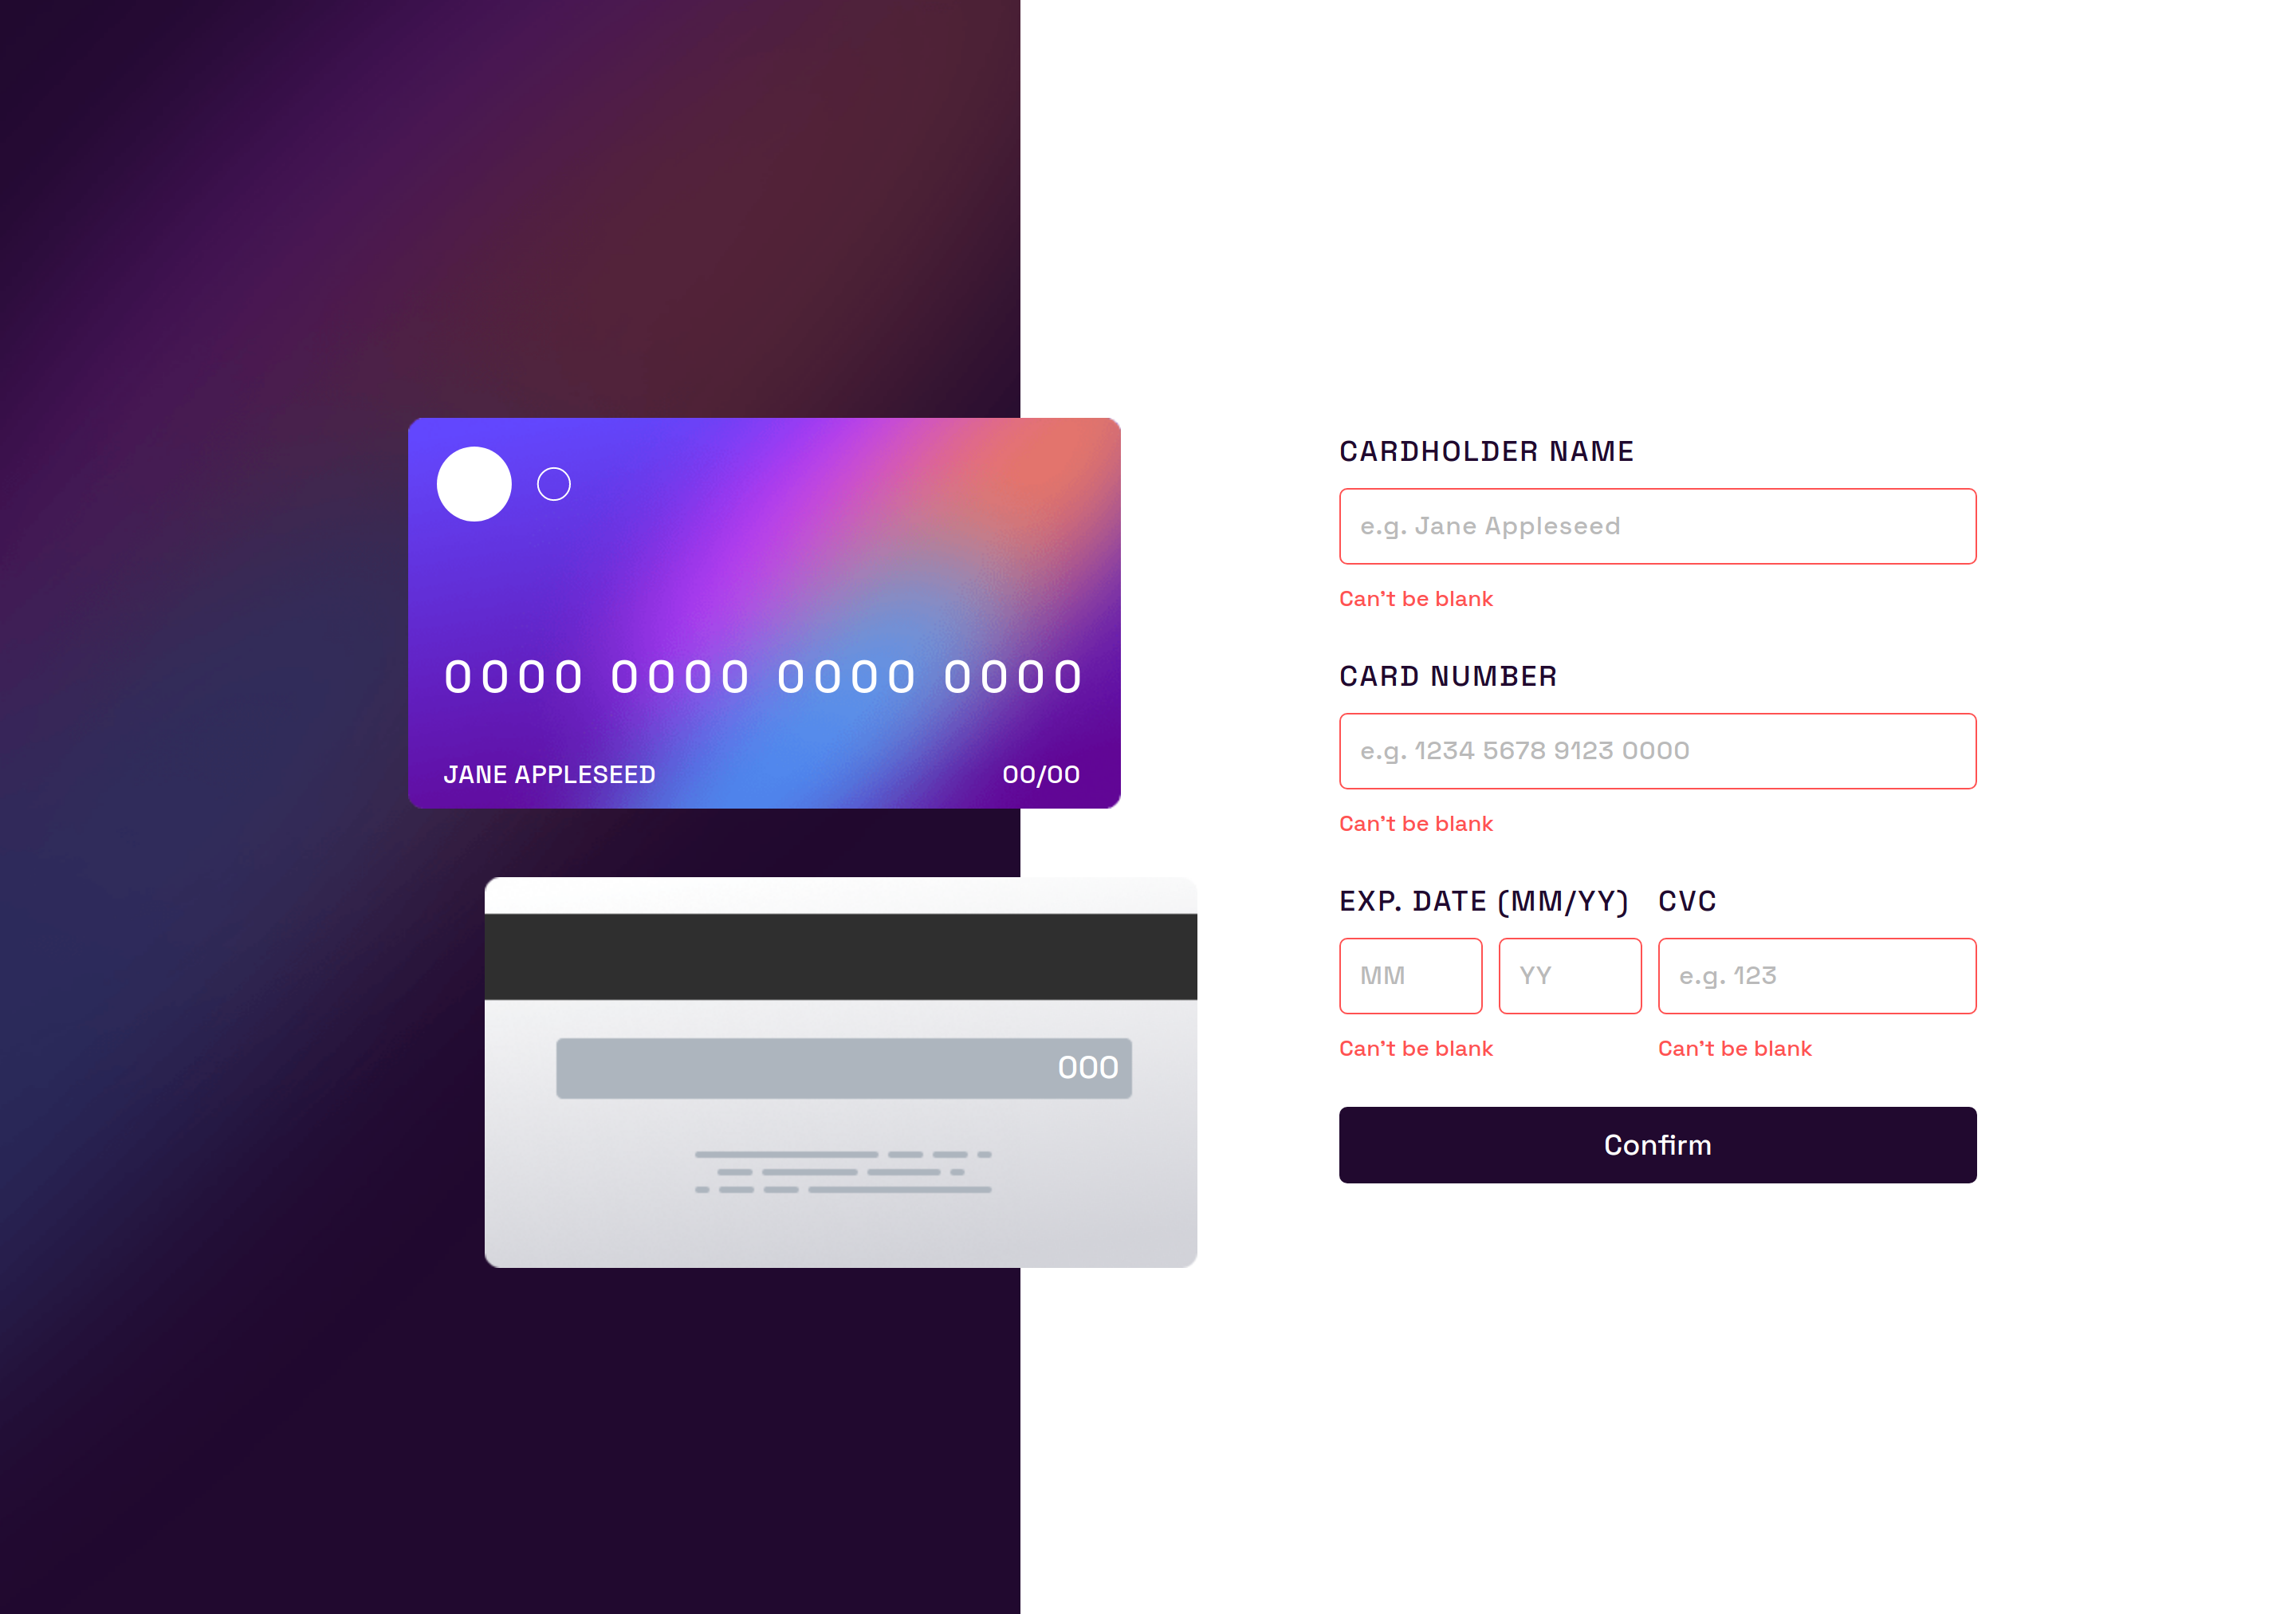 0000 0000 0000 0000
JANE APPLESEED 00/00
000
CARDHOLDER NAME
e.g. Jane Appleseed
Can't be blank
CARD NUMBER
e.g. 1234 5678 9123 0000
Can't be blank
EXP. DATE (MM/YY) CVC
MM YY e.g. 123
Can't be blank Can't be blank
Confirm